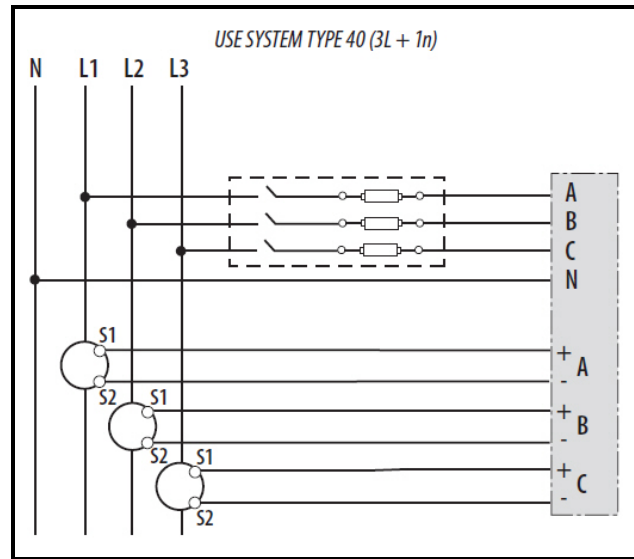 USE SYSTEM TYPE 40 (3L + 1n)
N L1 L2 L3
A
B
C
N
S1
+
A
S2
-
S1
+
B
S2
-
S1
+
C
S2
-